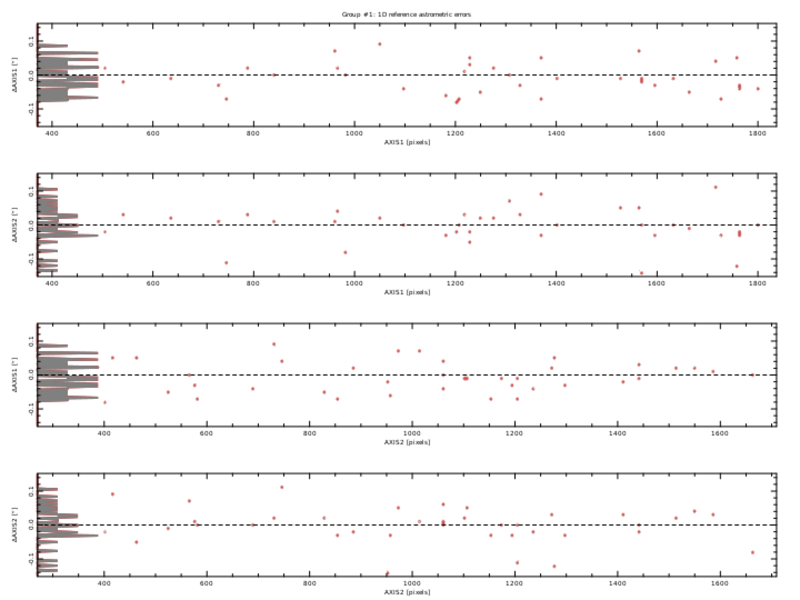 Group #1: 1D reference astrometric errors
ΔAXIS1 ["]
0.1
0.0
-0.1
400 600 800 1000 1200 1400 1600 1800
AXIS1 [pixels]
ΔAXIS2 ["]
0.1
0.0
-0.1
400 600 800 1000 1200 1400 1600 1800
AXIS1 [pixels]
ΔAXIS1 ["]
0.1
0.0
-0.1
400 600 800 1000 1200 1400 1600
AXIS2 [pixels]
ΔAXIS2 ["]
0.1
0.0
-0.1
400 600 800 1000 1200 1400 1600
AXIS2 [pixels]